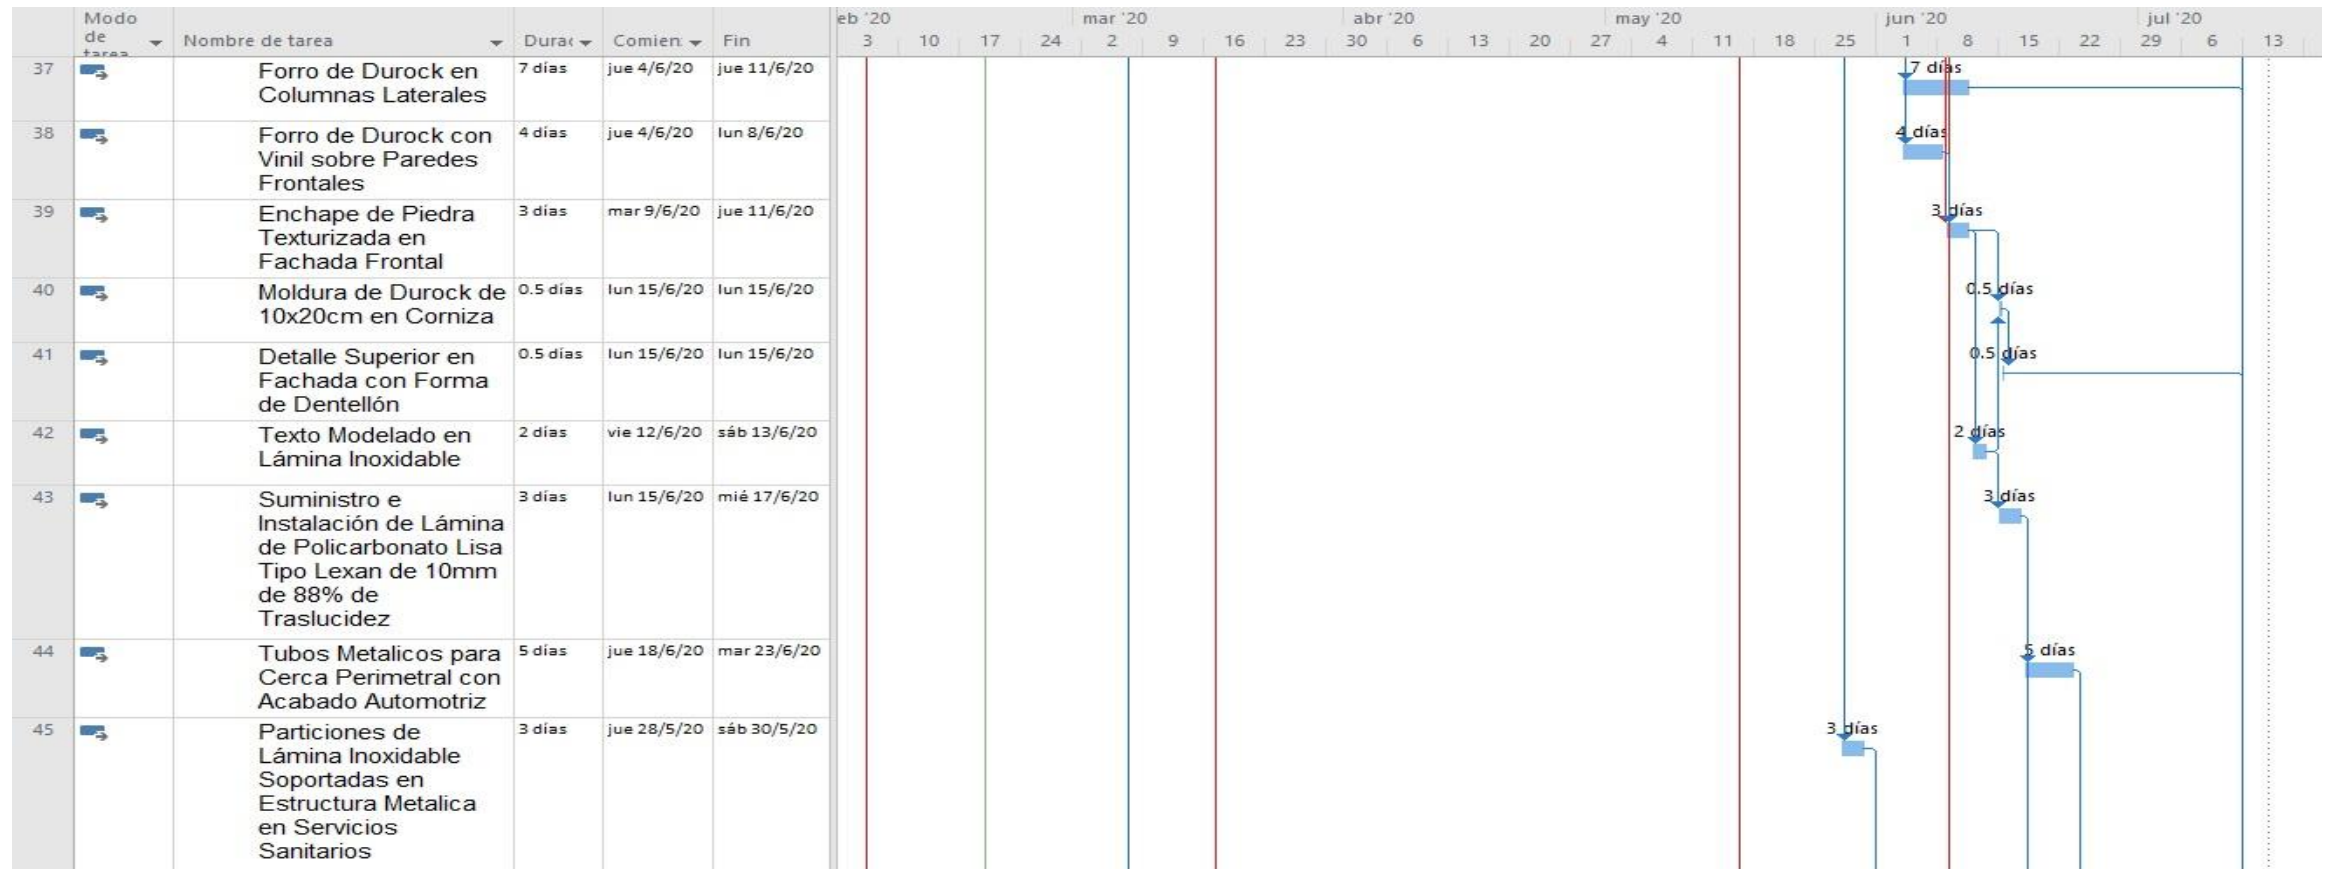 Modo
de
tarea
Nombre de tarea
Durac
Comien:
Fin
eb '20
mar '20
abr '20
may '20
jun '20
jul '20
3 10 17 24 2 9 16 23 30 6 13 20 27 4 11 18 25 1 8 15 22 29 6 13
37
Forro de Durock en
Columnas Laterales
7 días
jue 4/6/20
jue 11/6/20
7 días
38
Forro de Durock con
Vinil sobre Paredes
Frontales
4 días
jue 4/6/20
lun 8/6/20
4 días
39
Enchape de Piedra
Texturizada en
Fachada Frontal
3 días
mar 9/6/20
jue 11/6/20
3 días
40
Moldura de Durock de
10x20cm en Corniza
0.5 días
lun 15/6/20
lun 15/6/20
0.5 días
41
Detalle Superior en
Fachada con Forma
de Dentellón
0.5 días
lun 15/6/20
lun 15/6/20
0.5 días
42
Texto Modelado en
Lámina Inoxidable
2 días
vie 12/6/20
sáb 13/6/20
2 días
43
Suministro e
Instalación de Lámina
de Policarbonato Lisa
Tipo Lexan de 10mm
de 88% de
Traslucidez
3 días
lun 15/6/20
mié 17/6/20
3 días
44
Tubos Metalicos para
Cerca Perimetral con
Acabado Automotriz
5 días
jue 18/6/20
mar 23/6/20
5 días
45
Particiones de
Lámina Inoxidable
Soportadas en
Estructura Metalica
en Servicios
Sanitarios
3 días
jue 28/5/20
sáb 30/5/20
3 días